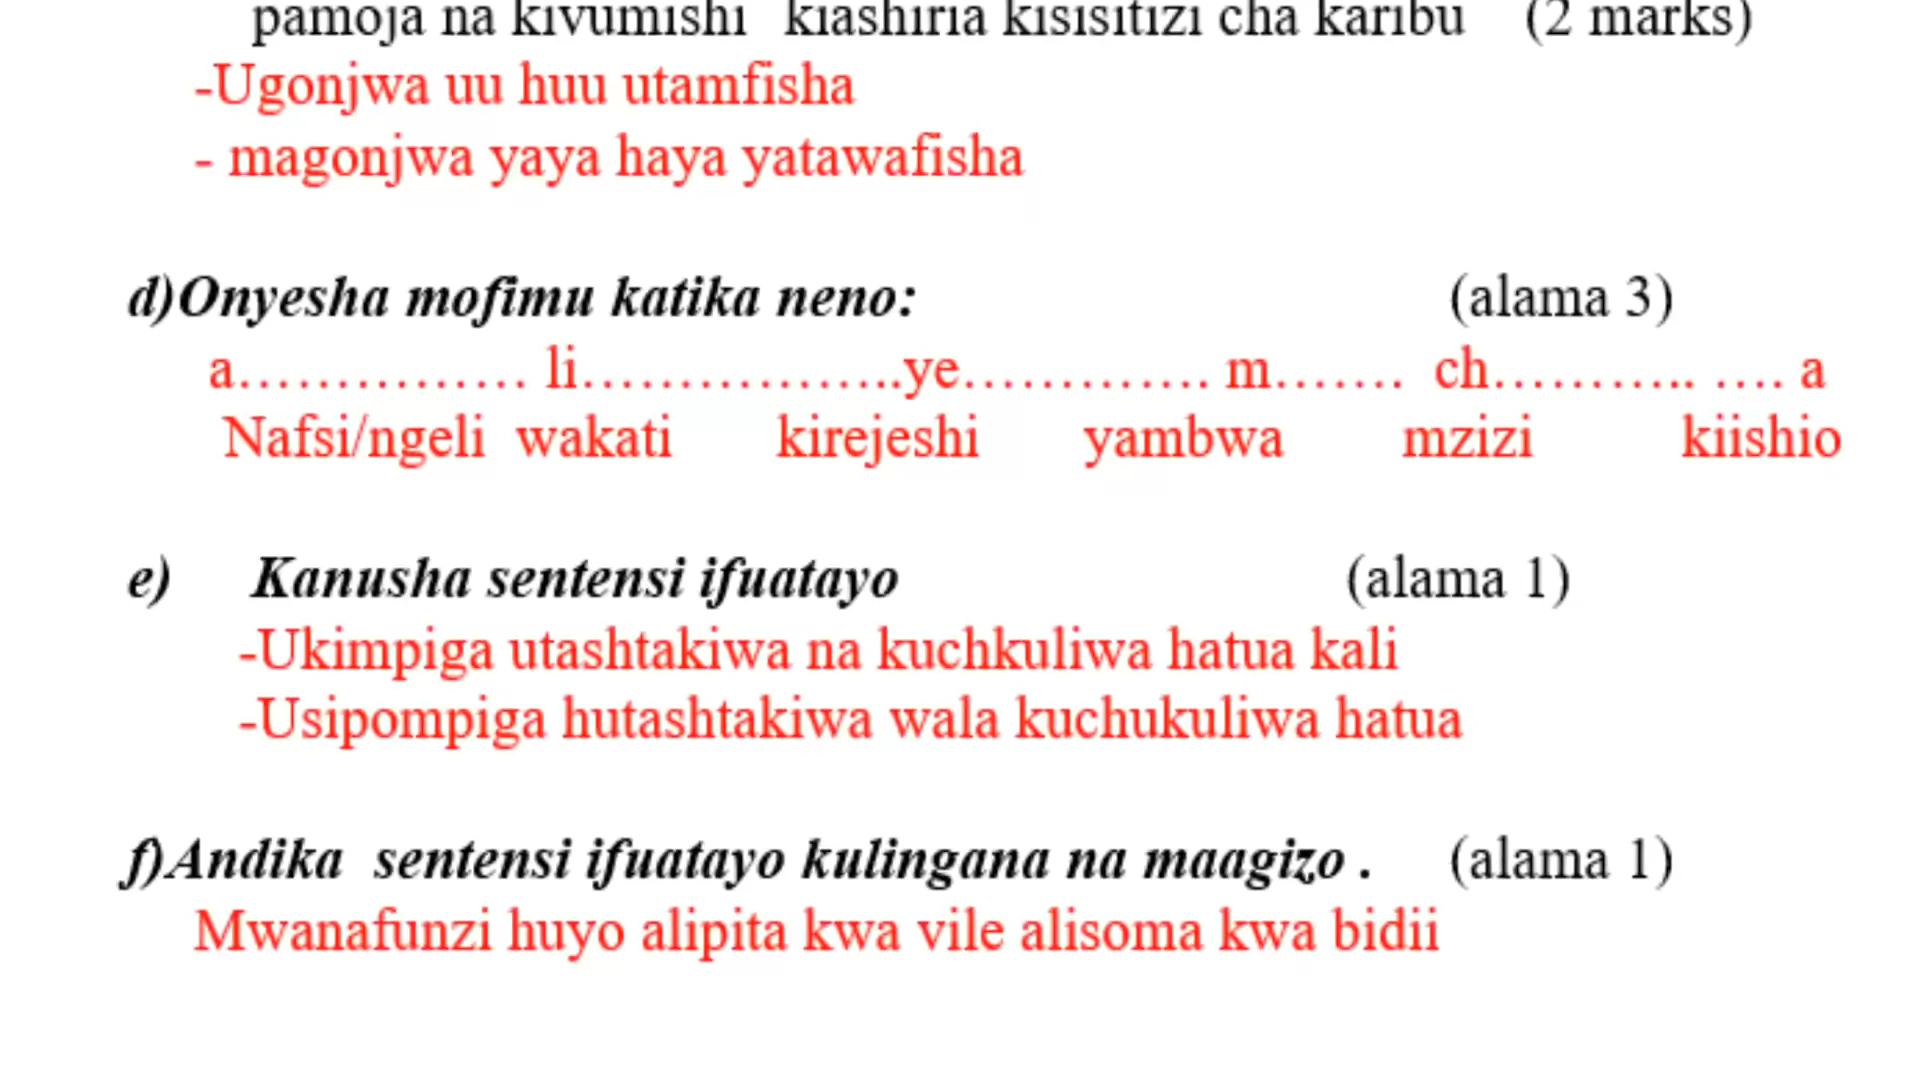 pamoja na kivumishi kiashiria kisisitizi cha karibu (2 marks)
-Ugonjwa uu huu utamfisha
- magonjwa yaya haya yatawafisha
d)Onyesha mofimu katika neno: (alama 3)
a…………… li……………..ye…………. m……. ch……….. …. a
Nafsi/ngeli wakati kirejeshi yambwa mzizi kiishio
e) Kanusha sentensi ifuatayo (alama 1)
-Ukimpiga utashtakiwa na kuchkuliwa hatua kali
-Usipompiga hutashtakiwa wala kuchukuliwa hatua
f)Andika sentensi ifuatayo kulingana na maagizo . (alama 1)
Mwanafunzi huyo alipita kwa vile alisoma kwa bidii